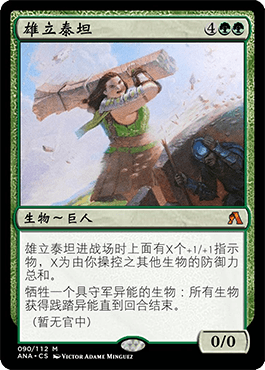 雄立泰坦 4
生物～巨人
雄立泰坦进战场时上面有X个+1/+1指示
物，X为由你操控之其他生物的防御力
总和。
牺牲一个具守军异能的生物：所有生物
获得践踏异能直到回合结束。
（暂无官中）
090/112 M
ANA • CS VICTOR ADAME MINGUEZ
0/0